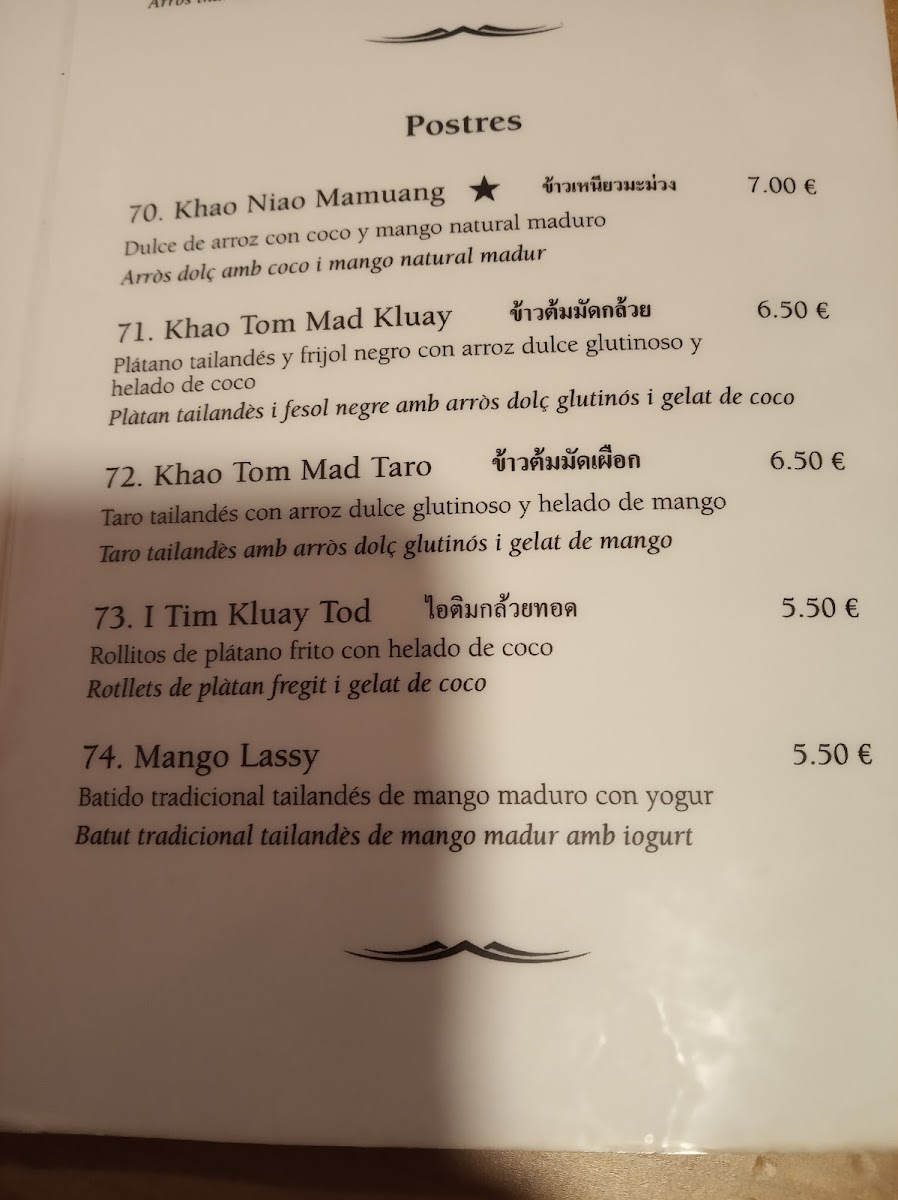 Postres
70. Khao Niao Mamuang ★ ข้าวเหนียวมะม่วง 7.00 €
Dulce de arroz con coco y mango natural maduro
Arròs dolç amb coco i mango natural madur
71. Khao Tom Mad Kluay ข้าวต้มมัดกล้วย 6.50 €
Plátano tailandés y frijol negro con arroz dulce glutinoso y
helado de coco
Plàtan tailandès i fesol negre amb arròs dolç glutinós i gelat de coco
72. Khao Tom Mad Taro ข้าวต้มมัดเผือก 6.50 €
Taro tailandés con arroz dulce glutinoso y helado de mango
Taro tailandès amb arròs dolç glutinós i gelat de mango
73. I Tim Kluay Tod ไอติมกล้วยทอด 5.50 €
Rollitos de plátano frito con helado de coco
Rotllets de plàtan fregit i gelat de coco
74. Mango Lassy 5.50 €
Batido tradicional tailandés de mango maduro con yogur
Batut tradicional tailandès de mango madur amb iogurt